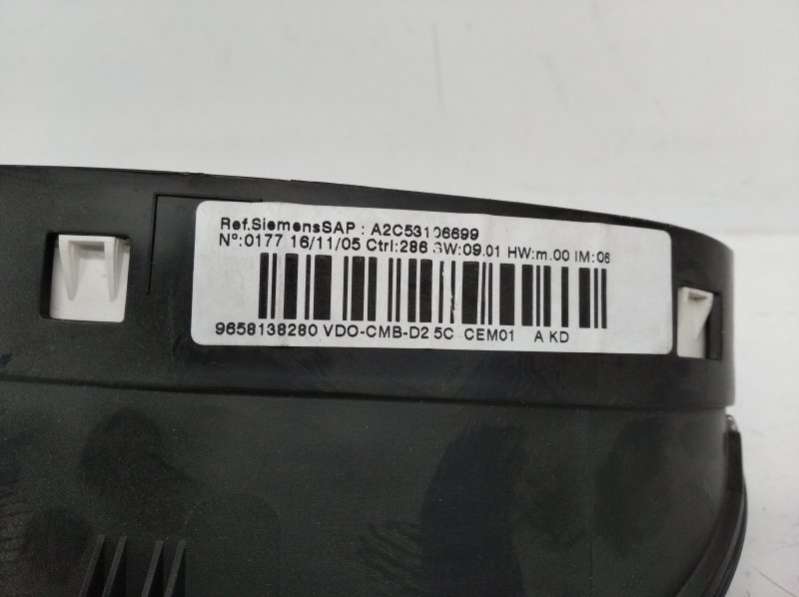 Ref.SiemensSAP : A2C53106699
Nº:0177 16/11/05 Ctrl:286 SW:09.01 HW:m.00 IM:06
9658138280 VDO-CMB-D2 5C CEM01 A KD